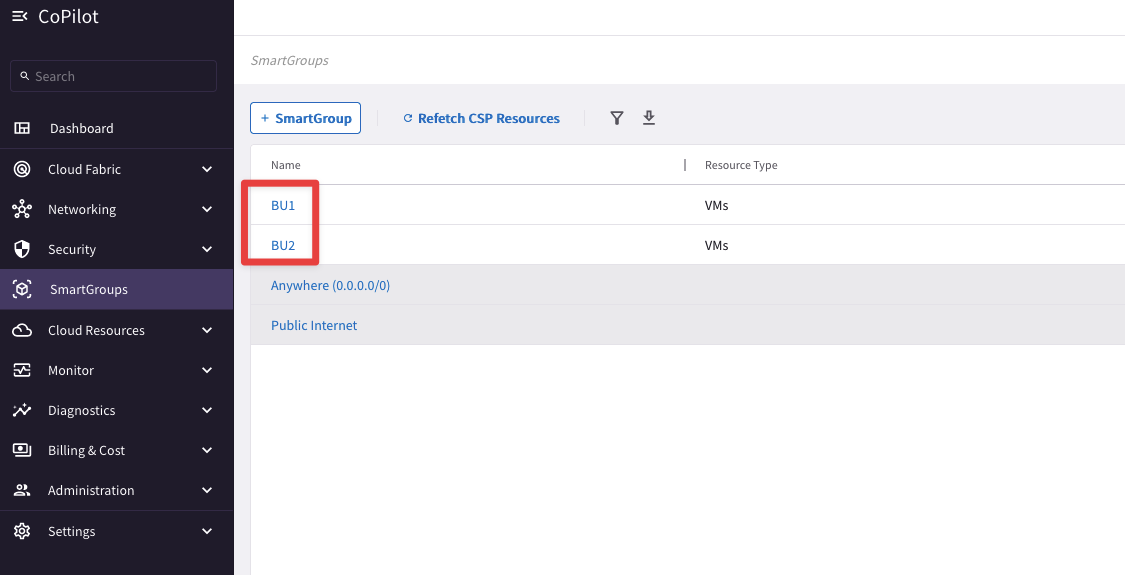 CoPilot
Search
Dashboard
Cloud Fabric
Networking
Security
SmartGroups
Cloud Resources
Monitor
Diagnostics
Billing & Cost
Administration
Settings
SmartGroups
+ SmartGroup
Refetch CSP Resources
Name Resource Type
BU1 VMs
BU2 VMs
Anywhere (0.0.0.0/0)
Public Internet